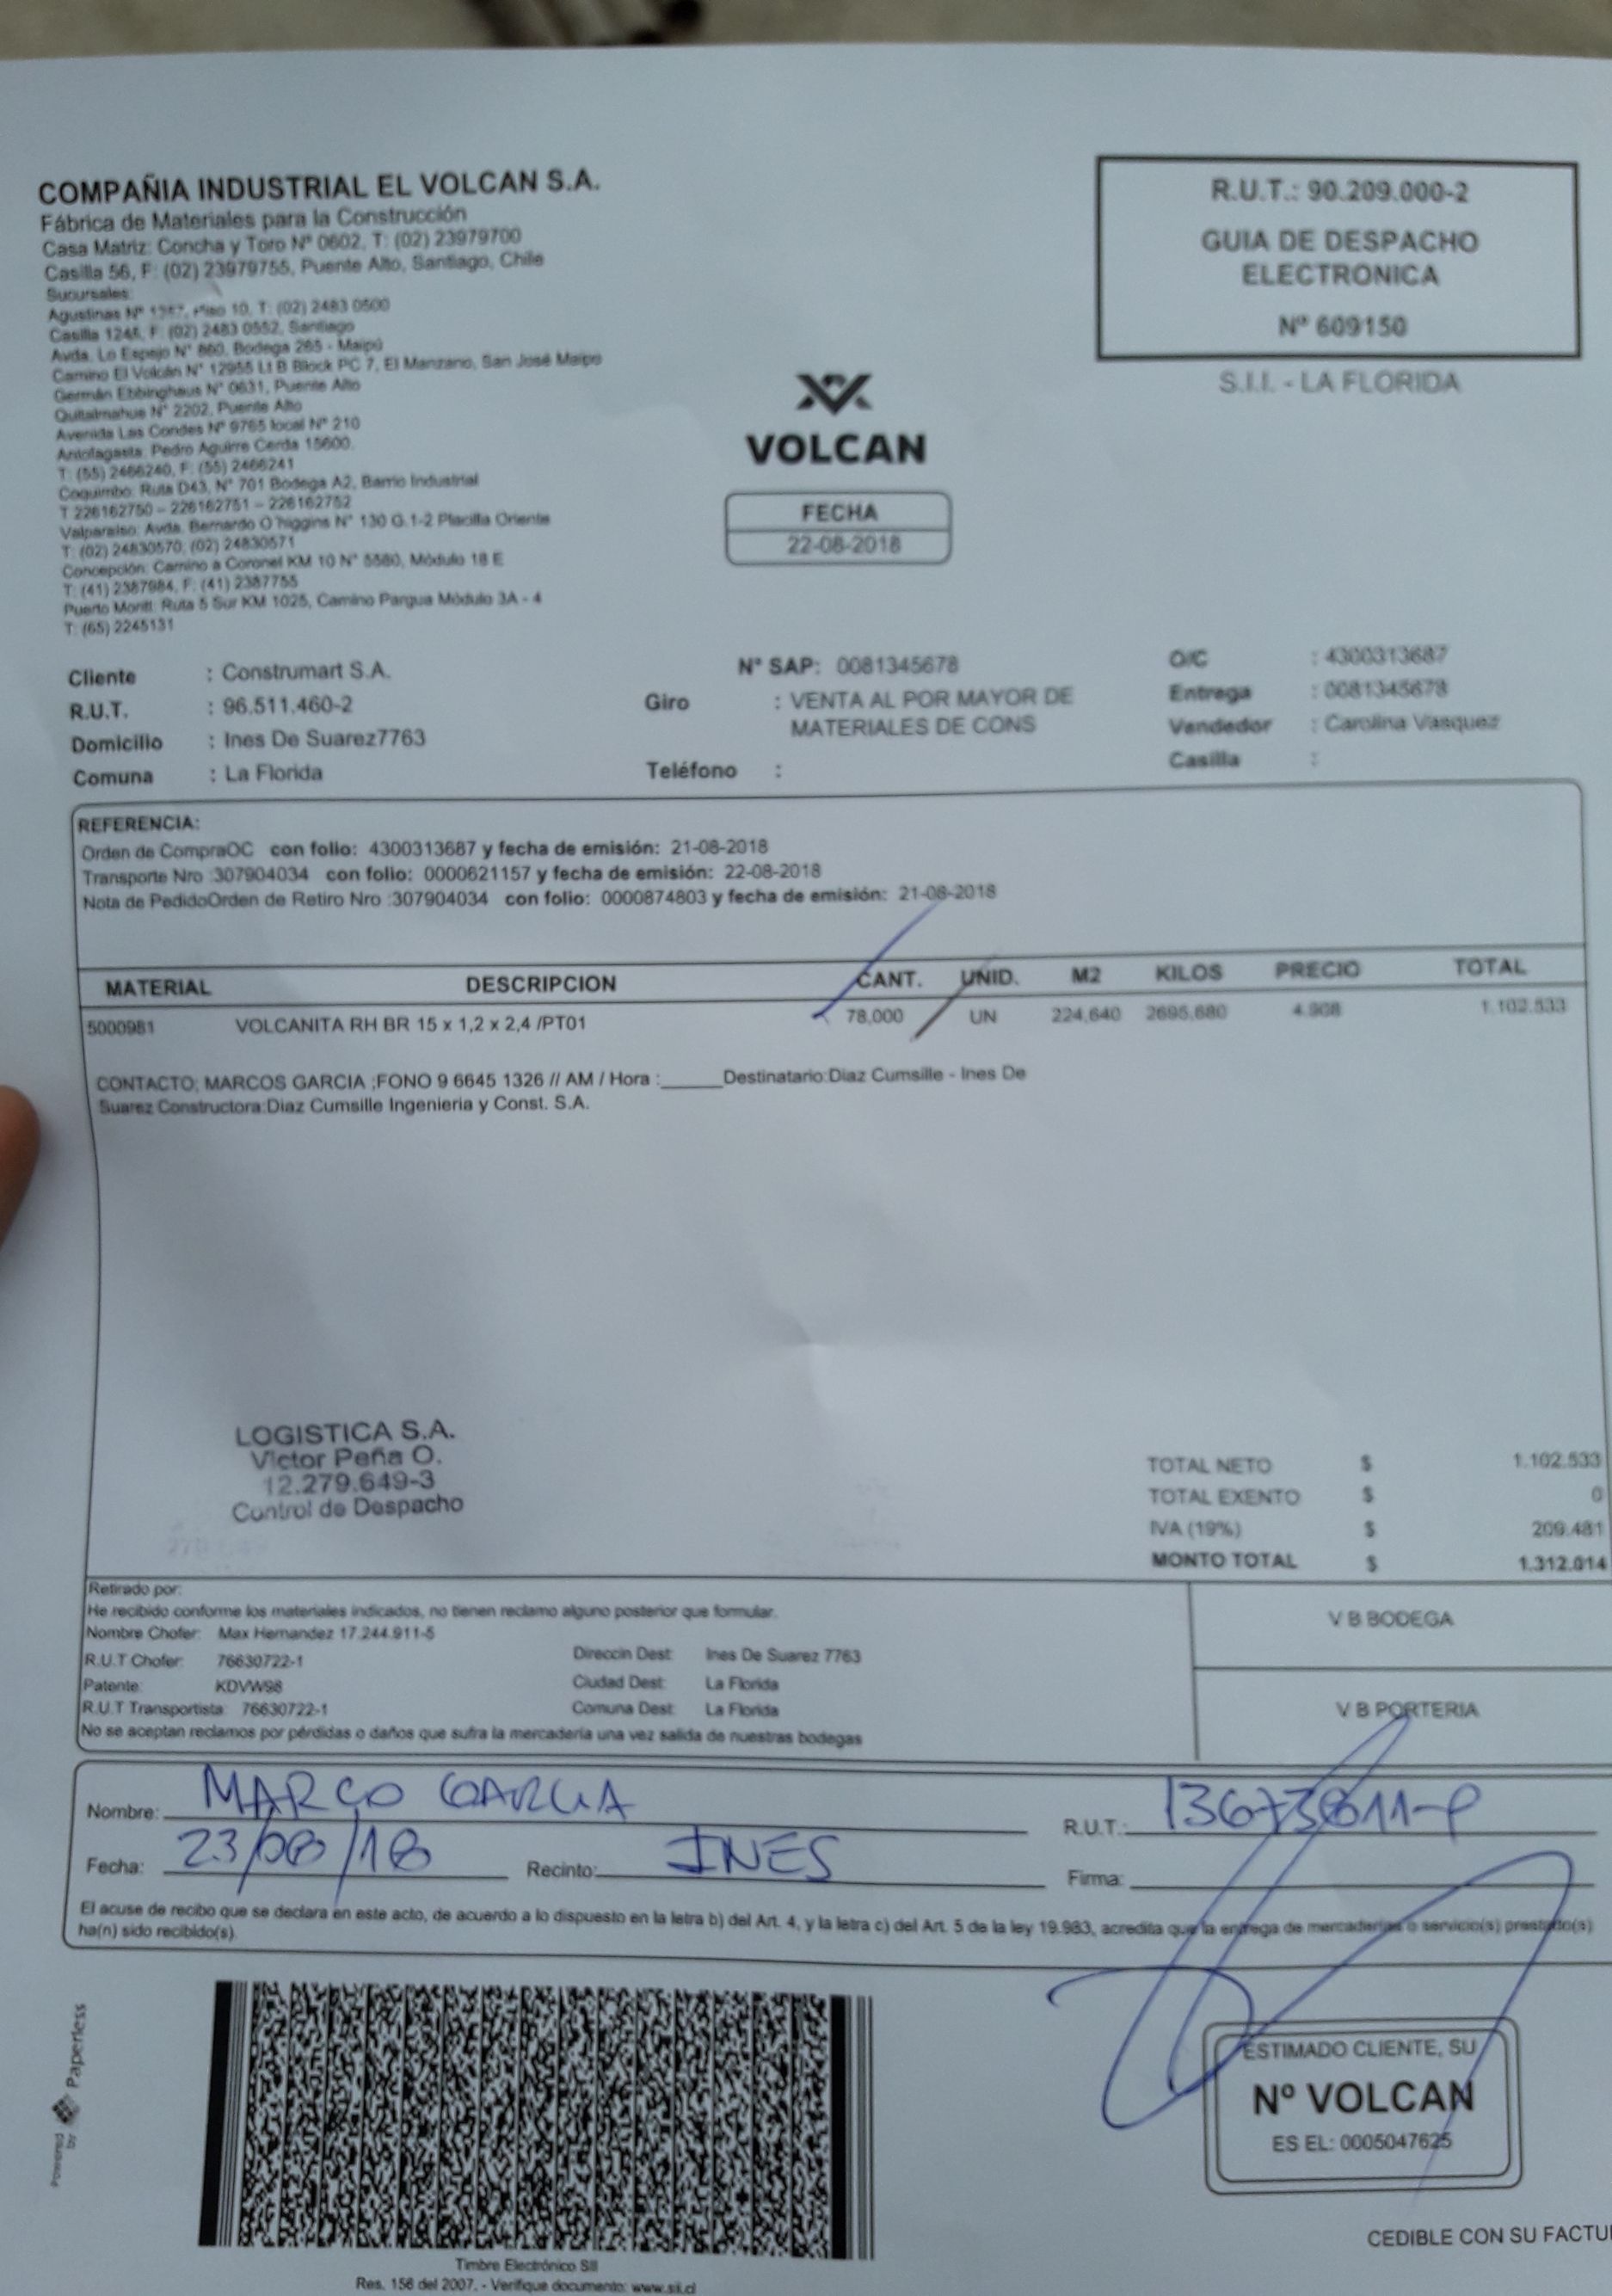 COMPAÑIA INDUSTRIAL EL VOLCAN S.A.
Fábrica de Materiales para la Construcción
Casa Matriz: Concha y Toro N° 0602, T: (02) 23979700
Casilla 56, F: (02) 23979755, Puente Alto, Santiago, Chile
Sucursales:
Agustinas N° Piso 10, T: (02) 2483 0500
Casilla 1245, F: (02) 2483 0552, Santiago
Avda. Lo Espejo N° 860, Bodega 265 - Maipú
Camino El Volcán N° 12955 Lt B Block PC 7, El Manzano, San José Maipo
Germán Ebbinghaus N° 0631, Puente Alto
Quitalmahue N° 2202, Puente Alto
Avenida Las Condes N° 9765 local N° 210
Antofagasta: Pedro Aguirre Cerda 15600.
T: (55) 2466240, F: (55) 2466241
Coquimbo: Ruta D43, N° 701 Bodega A2, Barrio Industrial
T 226162750 – 226162751 – 226162752
Valparaiso: Avda. Bernardo O'higgins N° 130 G.1-2 Placilla Oriente
T: (02) 24830570; (02) 24830571
Concepción: Camino a Coronel KM 10 N° 5580, Módulo 18 E
T: (41) 2387984, F: (41) 2387755
Puerto Montt: Ruta 5 Sur KM 1025, Camino Pargua Módulo 3A - 4
T: (65) 2245131
R.U.T.: 90.209.000-2
GUIA DE DESPACHO
ELECTRONICA
N° 609150
S.I.I. - LA FLORIDA
VOLCAN
FECHA
22-08-2018
Cliente : Construmart S.A.
R.U.T. : 96.511.460-2
Domicilio : Ines De Suarez7763
Comuna : La Florida
N° SAP: 0081345678
Giro : VENTA AL POR MAYOR DE
MATERIALES DE CONS
Teléfono :
O/C : 4300313687
Entrega : 0081345678
Vendedor : Carolina Vasquez
Casilla :
REFERENCIA:
Orden de CompraOC con folio: 4300313687 y fecha de emisión: 21-08-2018
Transporte Nro :307904034 con folio: 0000621157 y fecha de emisión: 22-08-2018
Nota de PedidoOrden de Retiro Nro :307904034 con folio: 0000874803 y fecha de emisión: 21-08-2018
MATERIAL DESCRIPCION CANT. UNID. M2 KILOS PRECIO TOTAL
5000981 VOLCANITA RH BR 15 x 1,2 x 2,4 /PT01 78,000 UN 224,640 2695,680 4.908 1.102.533
CONTACTO; MARCOS GARCIA ;FONO 9 6645 1326 // AM / Hora :______Destinatario:Diaz Cumsille - Ines De
Suarez Constructora:Diaz Cumsille Ingenieria y Const. S.A.
LOGISTICA S.A.
Victor Peña O.
12.279.649-3
Control de Despacho
TOTAL NETO $ 1.102.533
TOTAL EXENTO $ 0
IVA (19%) $ 209.481
MONTO TOTAL $ 1.312.014
Retirado por:
He recibido conforme los materiales indicados, no tienen reclamo alguno posterior que formular.
Nombre Chofer: Max Hernandez 17.244.911-5
R.U.T Chofer: 76630722-1
Patente: KDVW98
R.U.T Transportista: 76630722-1
Direccin Dest: Ines De Suarez 7763
Ciudad Dest: La Florida
Comuna Dest: La Florida
No se aceptan reclamos por pérdidas o daños que sufra la mercadería una vez salida de nuestras bodegas
V B BODEGA
V B PORTERIA
Nombre: MARCO GARCIA
R.U.T.:
Fecha: 23/08/18 Recinto: INES
Firma:
El acuse de recibo que se declara en este acto, de acuerdo a lo dispuesto en la letra b) del Art. 4, y la letra c) del Art. 5 de la ley 19.983, acredita que la entrega de mercaderías o servicio(s) prestado(s)
ha(n) sido recibido(s).
Powered by Paperless
ESTIMADO CLIENTE, SU
Nº VOLCAN
ES EL: 0005047625
CEDIBLE CON SU FACTU
Timbre Electrónico SII
Res. 156 del 2007. - Verifique documento: www.sii.cl